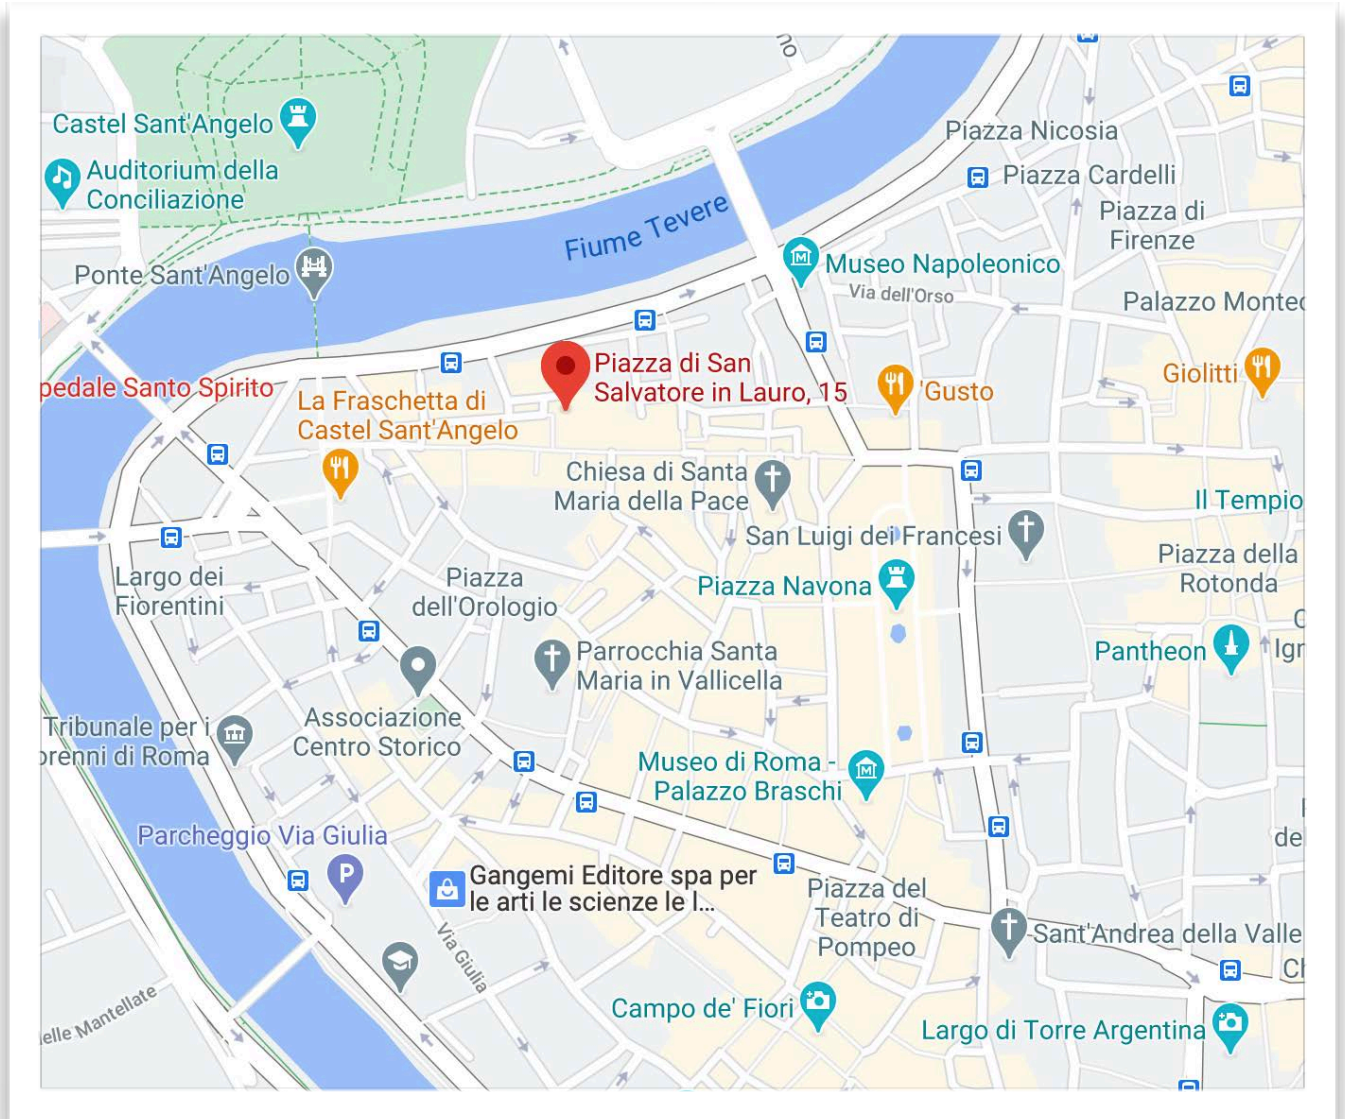 no
Castel Sant'Angelo
Piazza Nicosia
Auditorium della
Conciliazione
Piazza Cardelli
Piazza di
Firenze
Fiume Tevere
Ponte Sant'Angelo
Museo Napoleonico
Via dell'Orso
Palazzo Montec
Piazza di San
Salvatore in Lauro, 15
pedale Santo Spirito
Giolitti
'Gusto
La Fraschetta di
Castel Sant'Angelo
Chiesa di Santa
Maria della Pace
Il Tempio
San Luigi dei Francesi
Piazza della
Rotonda
Largo dei
Fiorentini
Piazza
dell'Orologio
Piazza Navona
Pantheon
Igr
Parrocchia Santa
Maria in Vallicella
Tribunale per i
orenni di Roma
Associazione
Centro Storico
Museo di Roma -
Palazzo Braschi
Parcheggio Via Giulia
P
de
Gangemi Editore spa per
le arti le scienze le l...
Piazza del
Teatro di
Pompeo
Via Giulia
Sant'Andrea della Valle
Campo de' Fiori
Largo di Torre Argentina
elle Mantellate